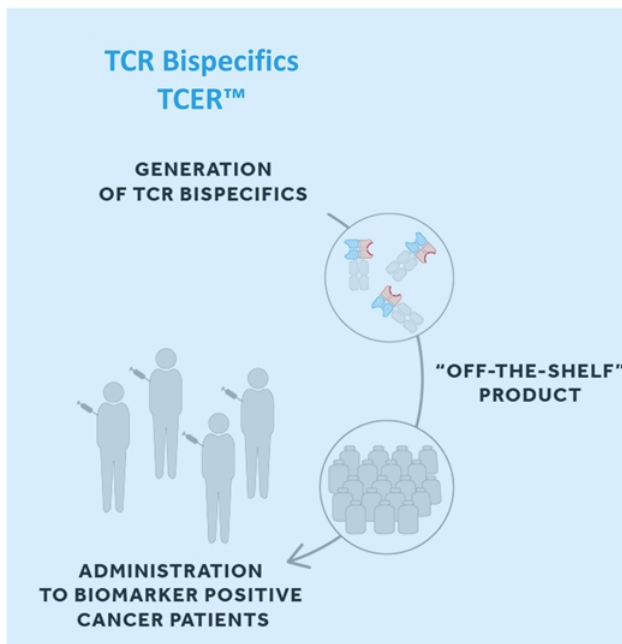 TCR Bispecifics
TCER™
GENERATION
OF TCR BISPECIFICS
“OFF-THE-SHELF”
PRODUCT
ADMINISTRATION
TO BIOMARKER POSITIVE
CANCER PATIENTS